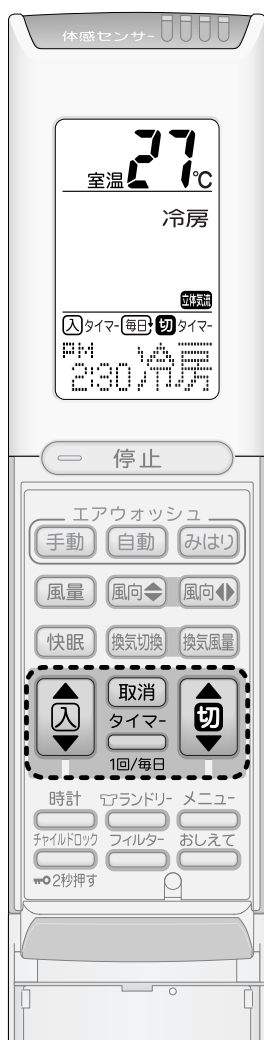 体感センサー
室温 27℃
冷房
立体気流
入タイマー 毎日 切タイマー
PM 冷房
2:30
停止
エアウォッシュ
手動 自動 みはり
風量 風向 風向
快眠 換気切換 換気風量
入 取消 切
タイマー
1回/毎日
時計 ランドリー メニュー
チャイルドロック フィルター おしえて
2秒押す